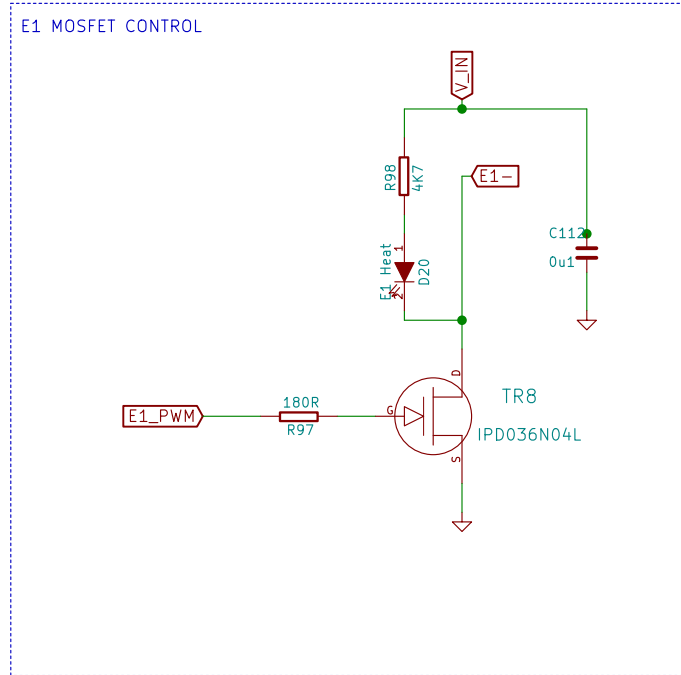 E1 MOSFET CONTROL
V_IN
R98
4K7
E1-
C112
0u1
E1 Heat
1
2
D20
D
180R
G
TR8
E1_PWM
R97
IPD036N04L
S